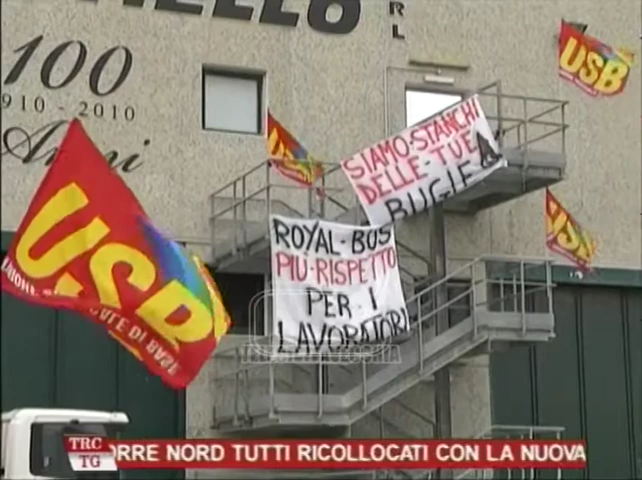 100
1910 - 2010
Anni
RL
USB
USB
SIAMO·STANCHI
DELLE·TUE
BUGIE
ROYAL-BUS
PIU·RISPETTO
PER·I
LAVORATORI
USB
USB
TRC
TG
ORRE NORD TUTTI RICOLLOCATI CON LA NUOVA